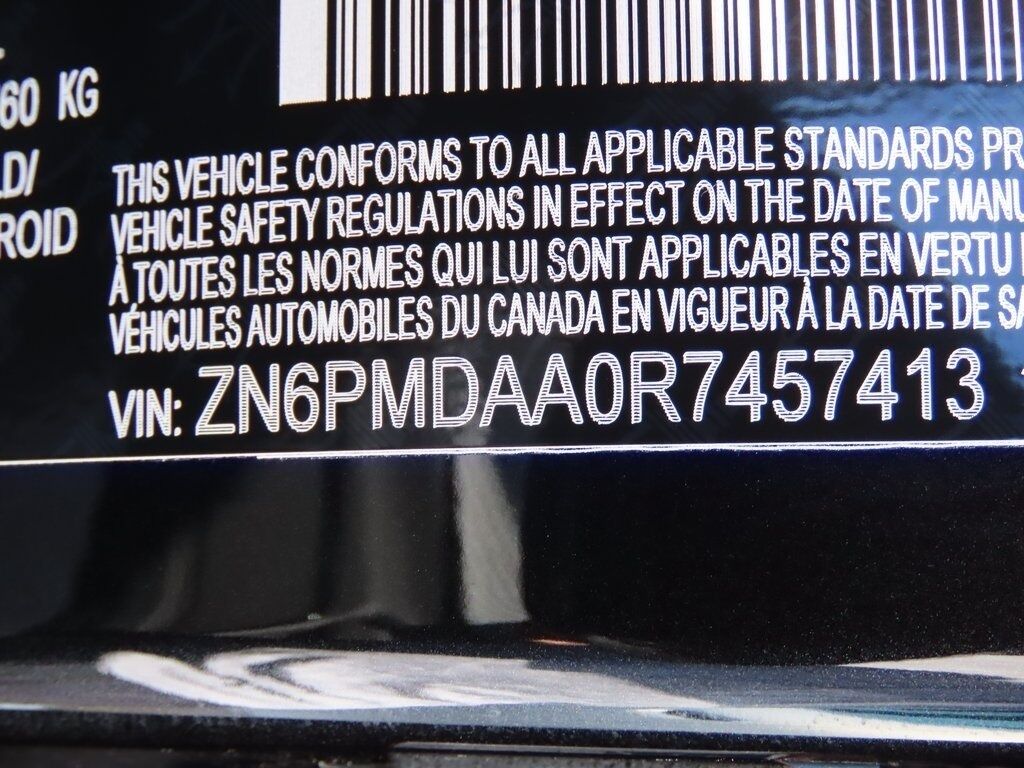 60 KG
LD/
ROID
THIS VEHICLE CONFORMS TO ALL APPLICABLE STANDARDS PR
VEHICLE SAFETY REGULATIONS IN EFFECT ON THE DATE OF MANU
À TOUTES LES NORMES QUI LUI SONT APPLICABLES EN VERTU
VÉHICULES AUTOMOBILES DU CANADA EN VIGUEUR À LA DATE DE SA
VIN: ZN6PMDAA0R7457413